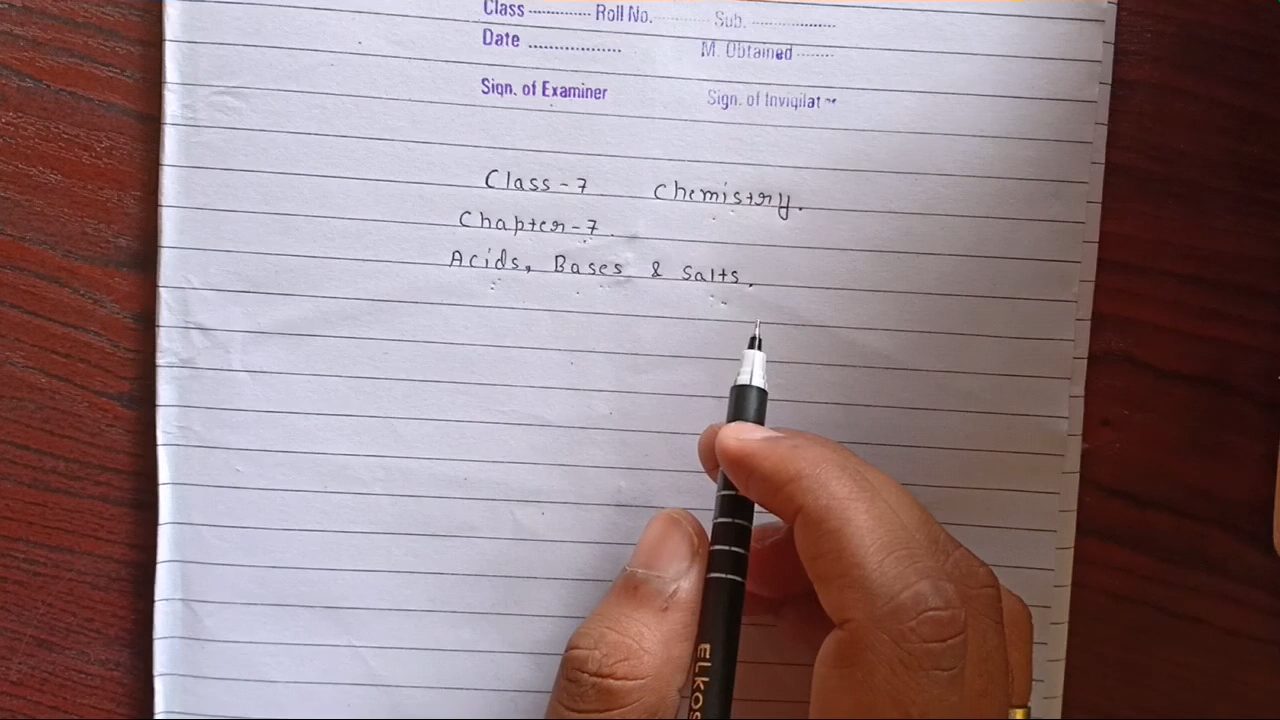 Class ------------ Roll No. ------------ Sub. ----------------
Date .................. M. Obtained --------
Sign. of Examiner Sign. of Invigilat
Class-7 Chemistry.
Chapter-7.
Acids, Bases & Salts.
ELKOS